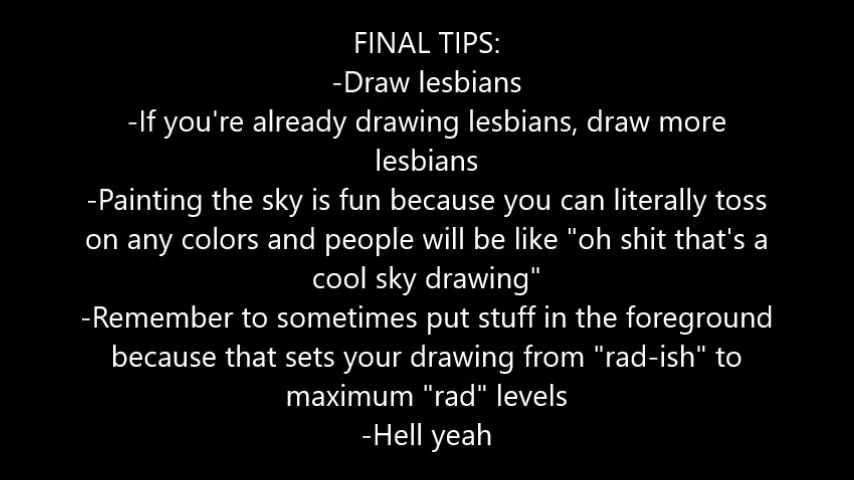 FINAL TIPS:
-Draw lesbians
-If you're already drawing lesbians, draw more
lesbians
-Painting the sky is fun because you can literally toss
on any colors and people will be like "oh shit that's a
cool sky drawing"
-Remember to sometimes put stuff in the foreground
because that sets your drawing from "rad-ish" to
maximum "rad" levels
-Hell yeah